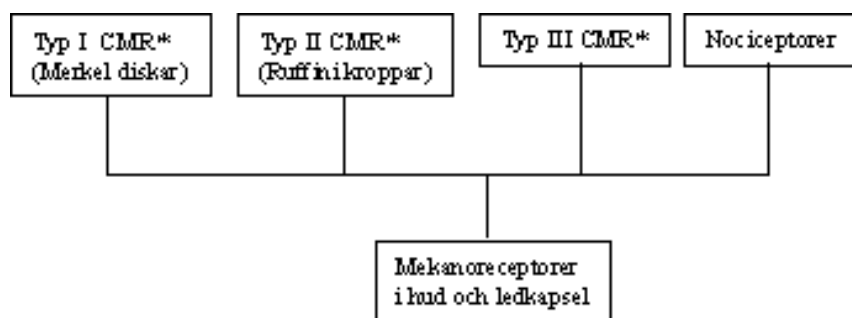 Typ I CMR*
(Merkel diskar)
Typ II CMR*
(Ruffinikroppar)
Typ III CMR*
Nociceptorer
Mekanoreceptorer
i hud och ledkapsel